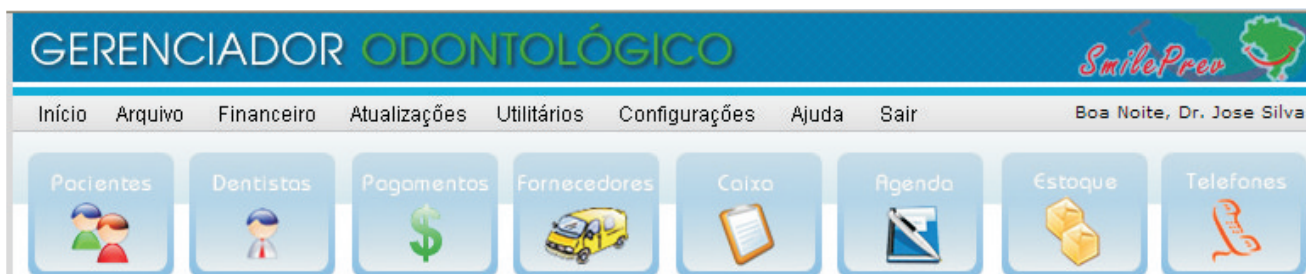 GERENCIADOR ODONTOLÓGICO
SmilePrev
Início Arquivo Financeiro Atualizações Utilitários Configurações Ajuda Sair Boa Noite, Dr. Jose Silva
Pacientes Dentistas Pagamentos Fornecedores Caixa Agenda Estoque Telefones